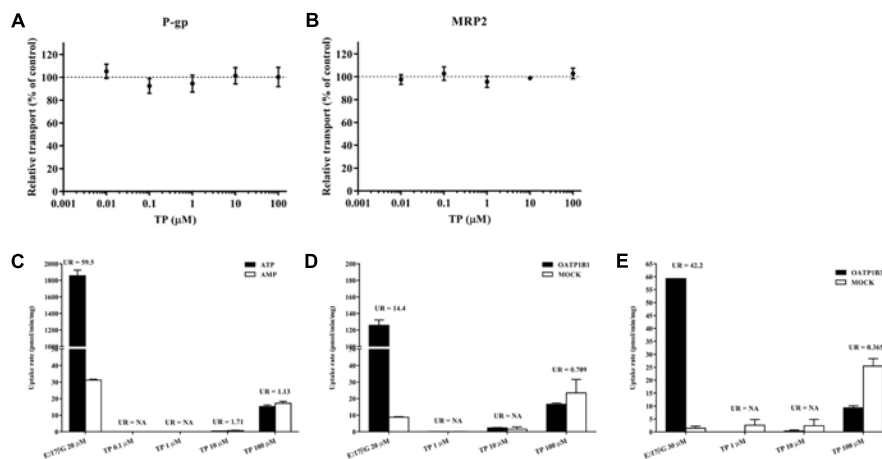 A
P-gp
Relative transport (% of control)
120
100
80
60
40
20
0
0.001
0.01
0.1
1
10
100
TP (μM)
B
MRP2
Relative transport (% of control)
120
100
80
60
40
20
0
0.001
0.01
0.1
1
10
100
TP (μM)
C
UR = 59.5
ATP
AMP
Uptake rate (pmol/min/mg)
2000
1800
1600
1400
1200
1000
50
40
30
20
10
0
UR = NA
UR = NA
UR = 1.71
UR = 1.13
E217βG 20 μM
TP 0.1 μM
TP 1 μM
TP 10 μM
TP 100 μM
D
UR = 14.4
OATP1B1
MOCK
Uptake rate (pmol/min/mg)
200
180
160
140
120
100
50
40
30
20
10
0
UR = NA
UR = NA
UR = 0.709
E217βG 20 μM
TP 1 μM
TP 10 μM
TP 100 μM
E
UR = 42.2
OATP1B3
MOCK
Uptake rate (pmol/min/mg)
65
60
55
50
45
40
35
30
25
20
15
10
5
0
UR = NA
UR = NA
UR = 0.365
TP 1 μM
TP 10 μM
TP 100 μM